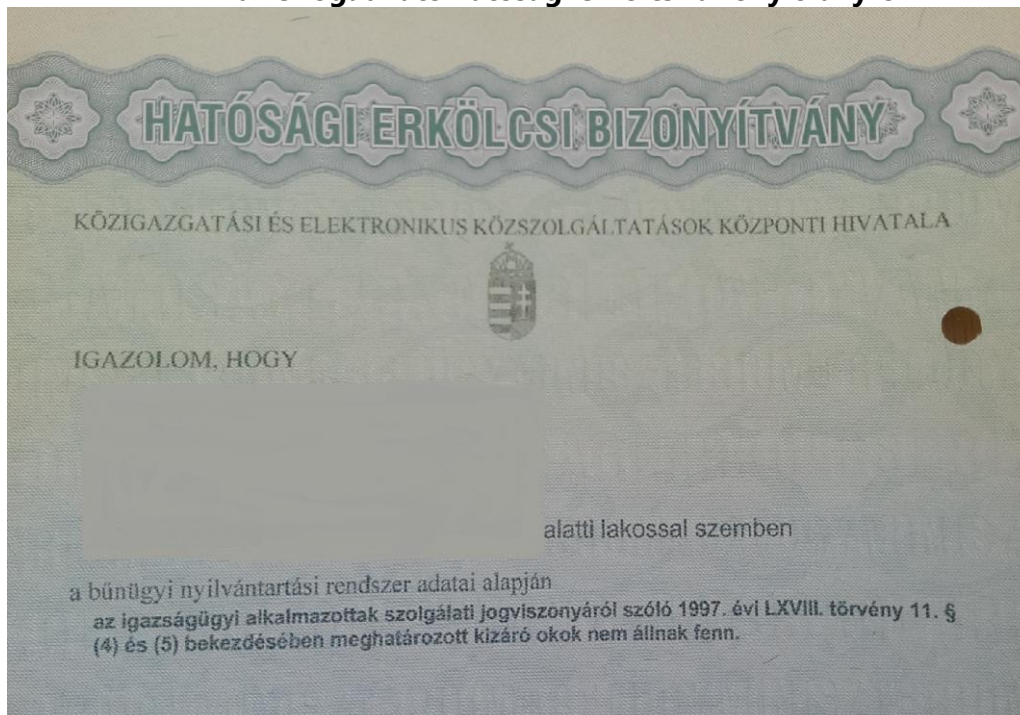 HATÓSÁGI ERKÖLCSI BIZONYÍTVÁNY
KÖZIGAZGATÁSI ÉS ELEKTRONIKUS KÖZSZOLGÁLTATÁSOK KÖZPONTI HIVATALA
IGAZOLOM, HOGY
alatti lakossal szemben
a bűnügyi nyilvántartási rendszer adatai alapján
az igazságügyi alkalmazottak szolgálati jogviszonyáról szóló 1997. évi LXVIII. törvény 11. §
(4) és (5) bekezdésében meghatározott kizáró okok nem állnak fenn.